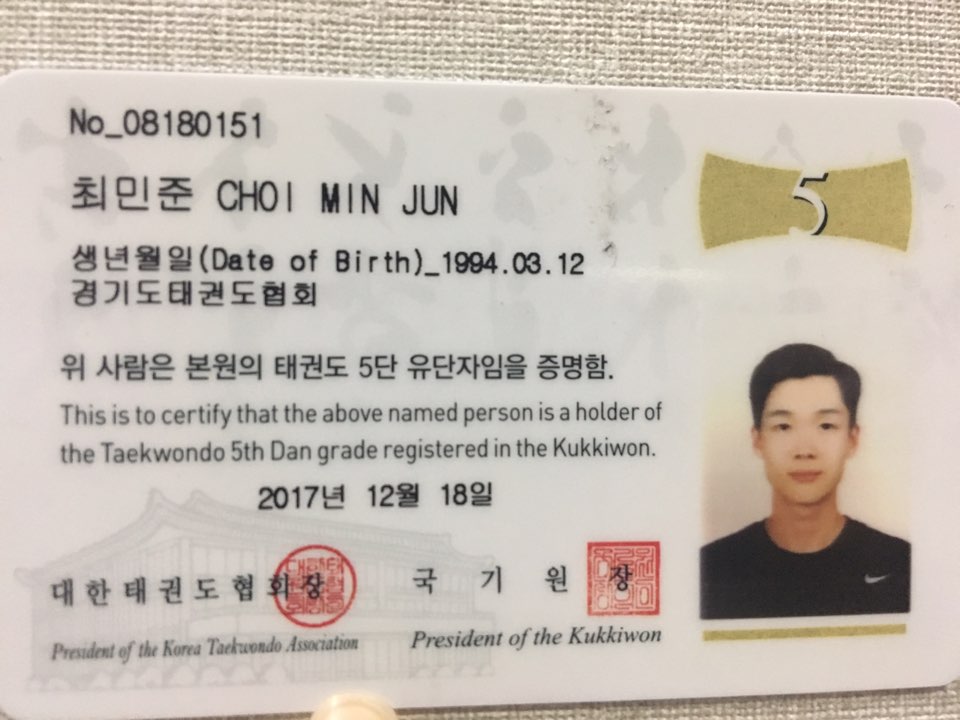 No_08180151
최민준 CHOI MIN JUN
5
생년월일(Date of Birth)_1994.03.12
경기도태권도협회
위 사람은 본원의 태권도 5단 유단자임을 증명함.
This is to certify that the above named person is a holder of
the Taekwondo 5th Dan grade registered in the Kukkiwon.
2017년 12월 18일
대한태권도협회장 국기원장
President of the Korea Taekwondo Association President of the Kukkiwon